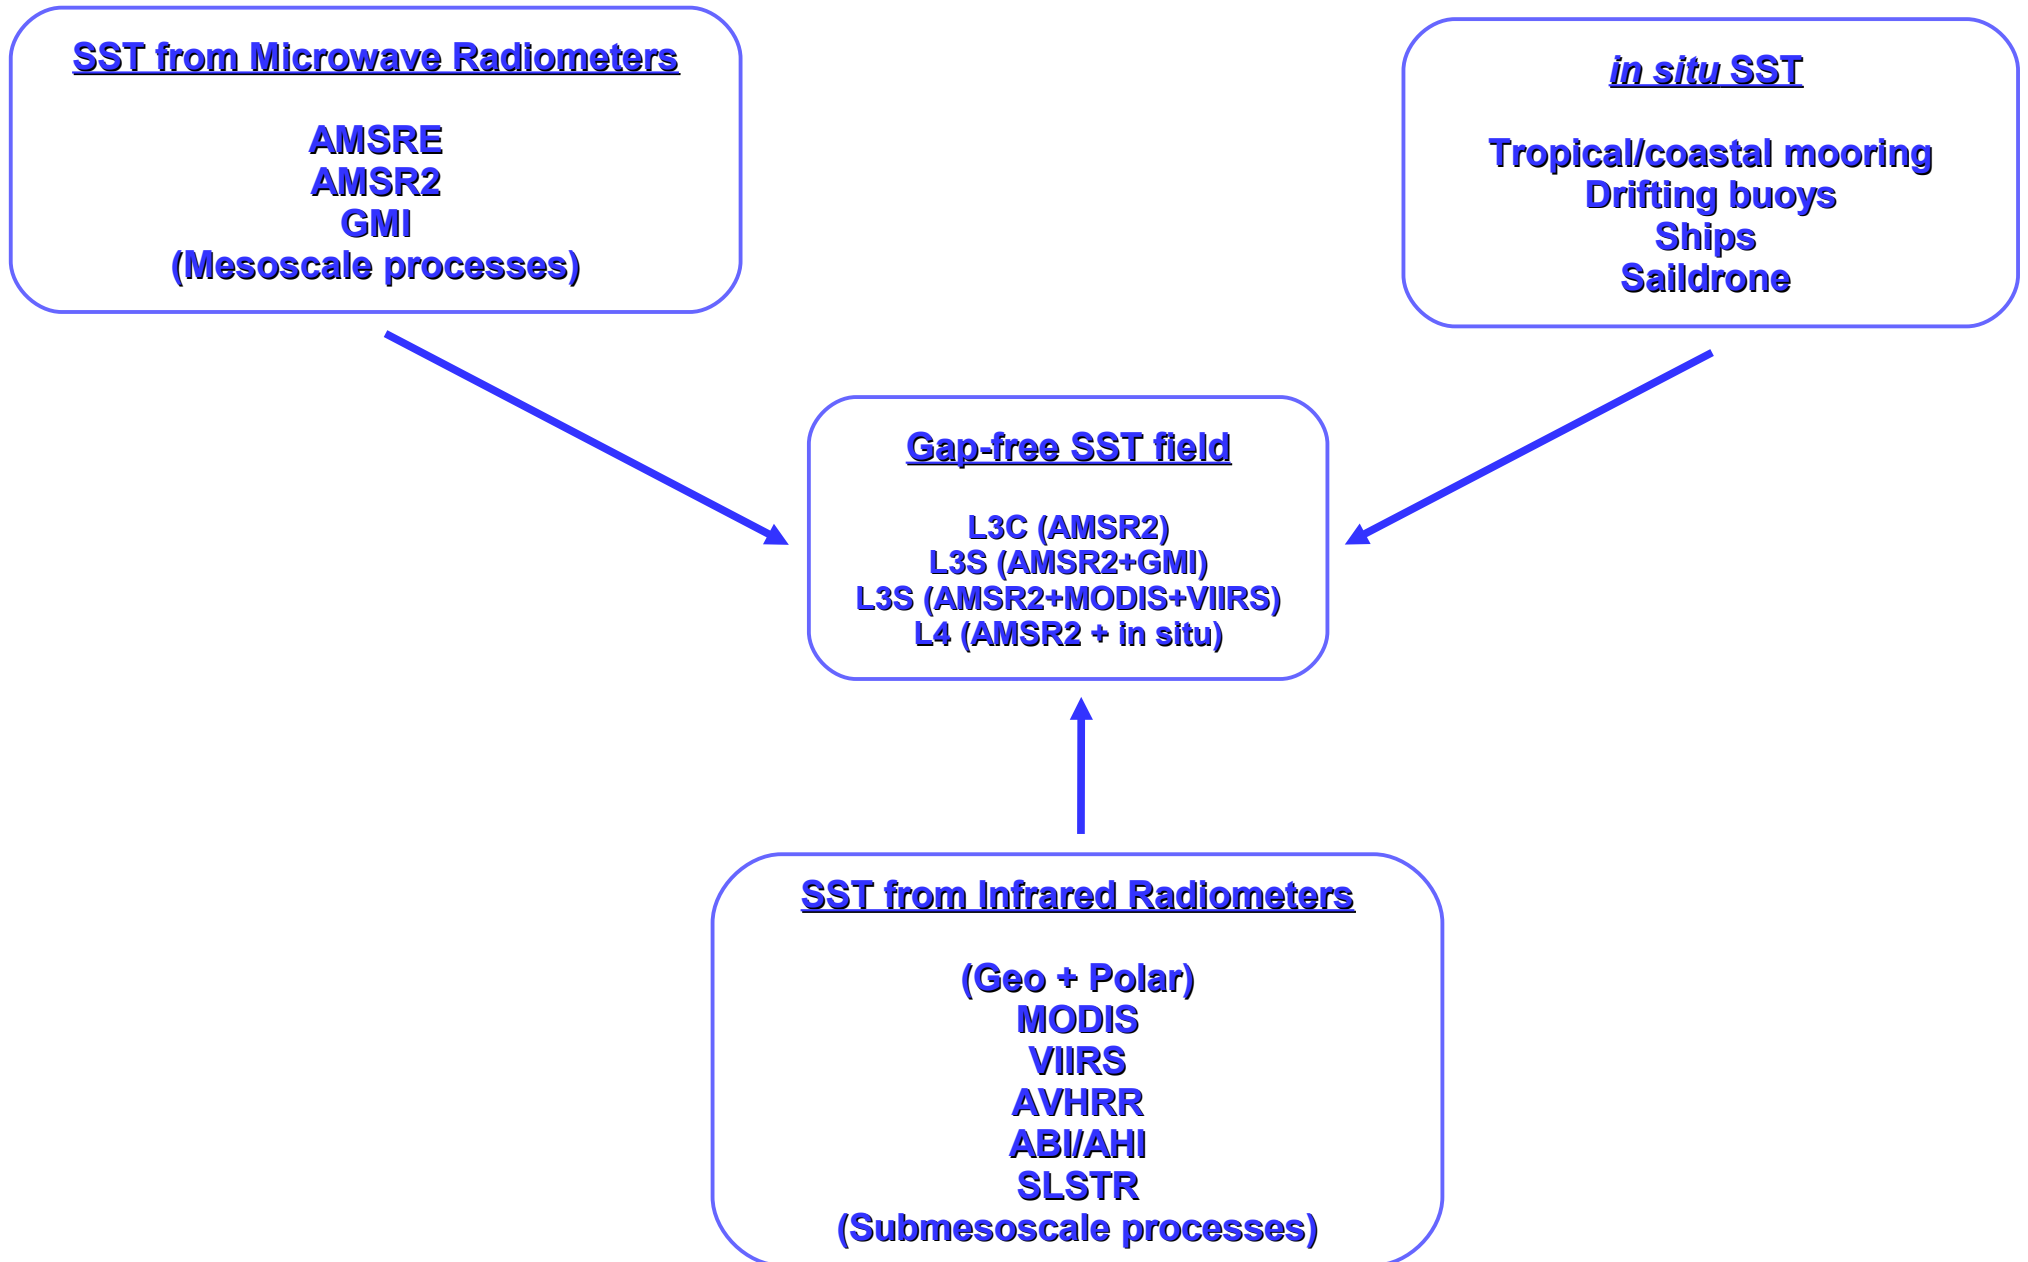 SST from Microwave Radiometers
AMSRE
AMSR2
GMI
(Mesoscale processes)
in situ SST
Tropical/coastal mooring
Drifting buoys
Ships
Saildrone
Gap-free SST field
L3C (AMSR2)
L3S (AMSR2+GMI)
L3S (AMSR2+MODIS+VIIRS)
L4 (AMSR2 + in situ)
SST from Infrared Radiometers
(Geo + Polar)
MODIS
VIIRS
AVHRR
ABI/AHI
SLSTR
(Submesoscale processes)